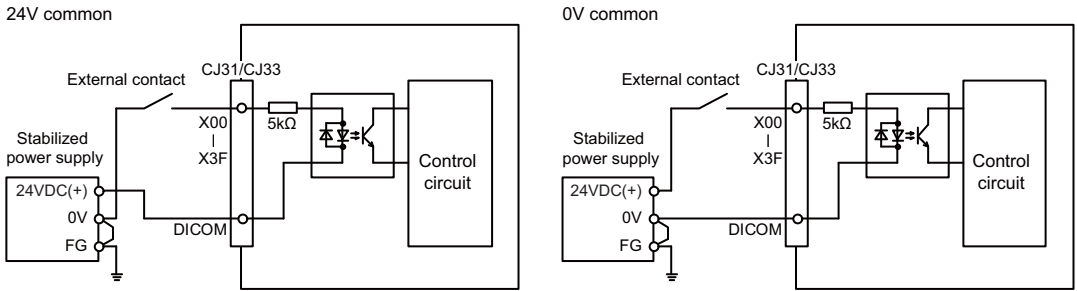 24V common
CJ31/CJ33
External contact
X00
|
X3F
5kΩ
Stabilized
power supply
24VDC(+)
0V
FG
DICOM
Control
circuit
0V common
CJ31/CJ33
External contact
X00
|
X3F
5kΩ
Stabilized
power supply
24VDC(+)
0V
FG
DICOM
Control
circuit